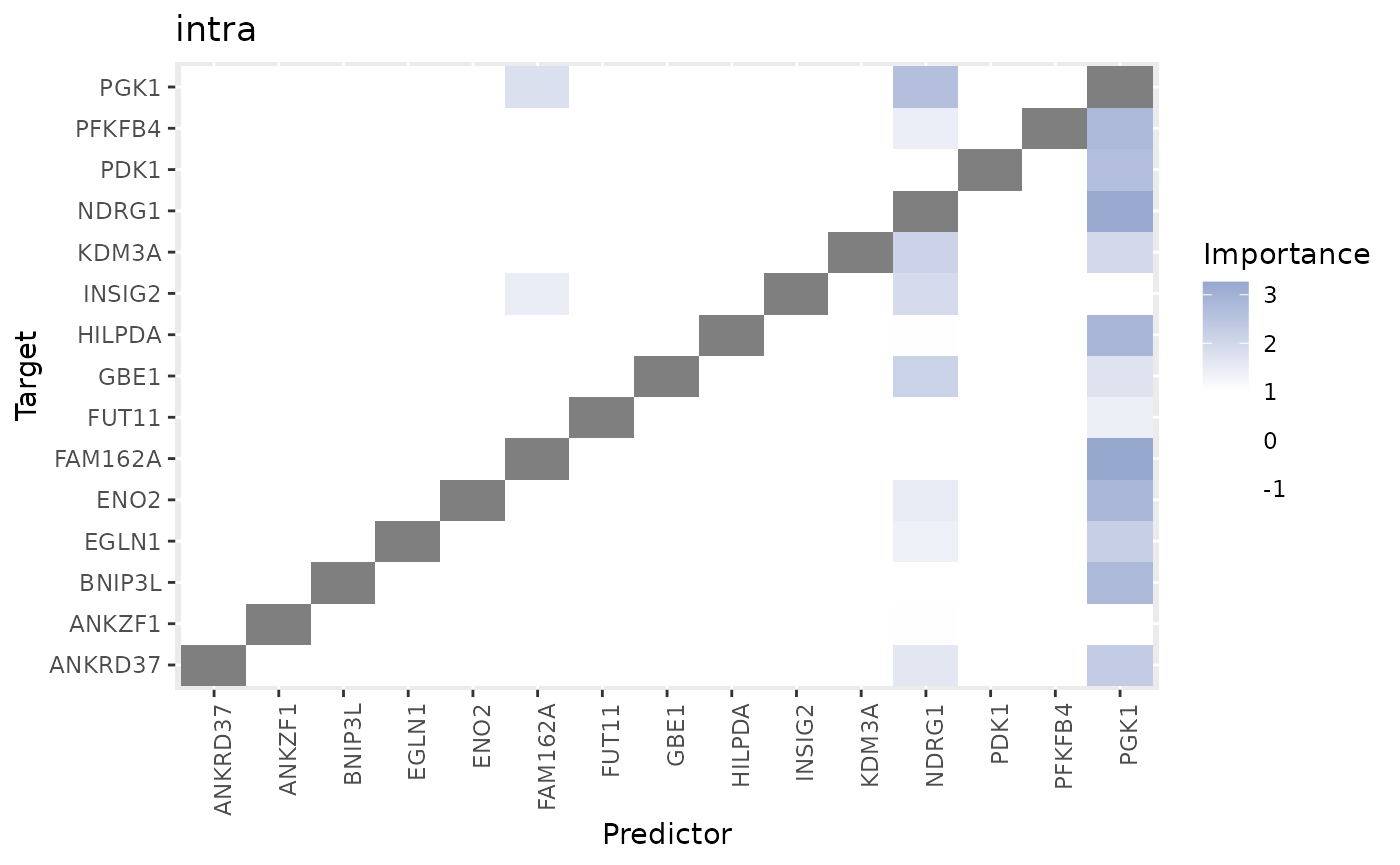 intra
Target
PGK1
PFKFB4
PDK1
NDRG1
KDM3A
INSIG2
HILPDA
GBE1
FUT11
FAM162A
ENO2
EGLN1
BNIP3L
ANKZF1
ANKRD37
ANKRD37
ANKZF1
BNIP3L
EGLN1
ENO2
FAM162A
FUT11
GBE1
HILPDA
INSIG2
KDM3A
NDRG1
PDK1
PFKFB4
PGK1
Predictor
Importance
3
2
1
0
-1